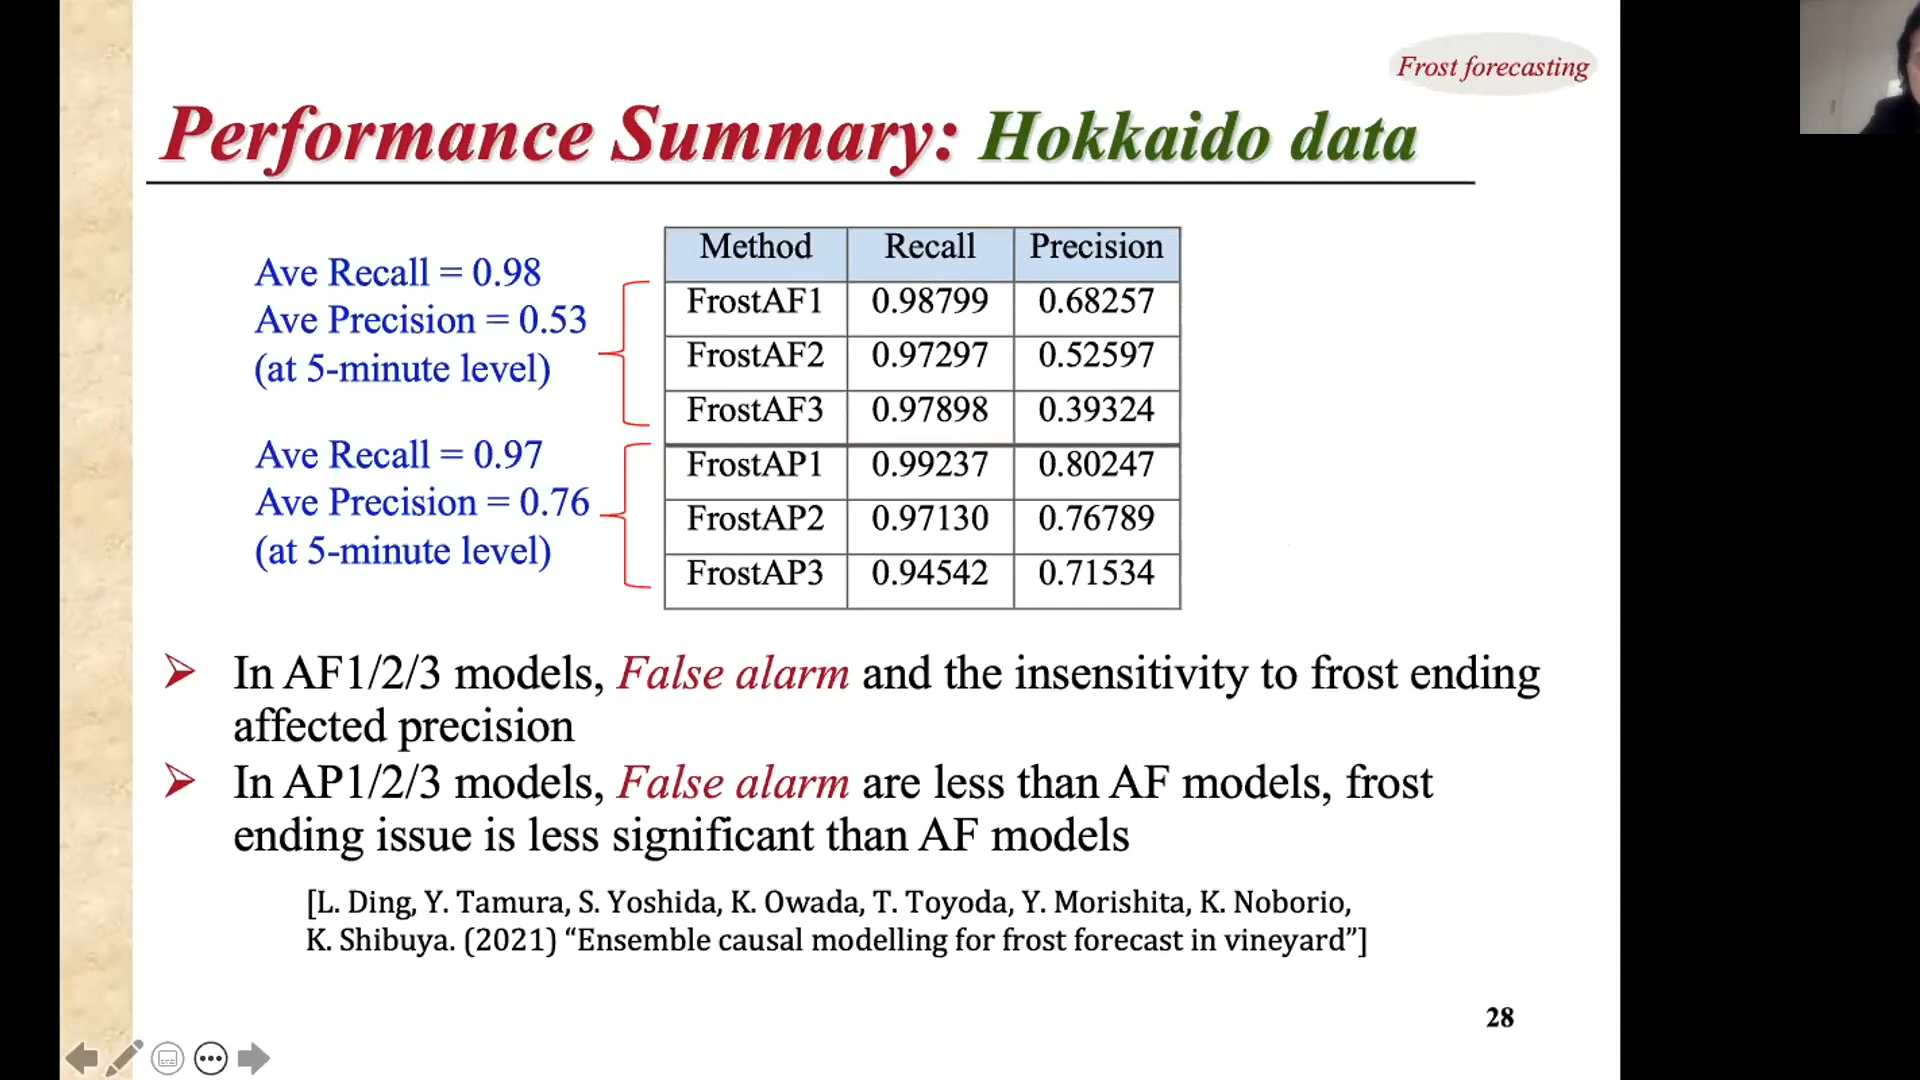 Frost forecasting
Performance Summary: Hokkaido data
Ave Recall = 0.98
Ave Precision = 0.53
(at 5-minute level)
Ave Recall = 0.97
Ave Precision = 0.76
(at 5-minute level)
Method Recall Precision
FrostAF1 0.98799 0.68257
FrostAF2 0.97297 0.52597
FrostAF3 0.97898 0.39324
FrostAP1 0.99237 0.80247
FrostAP2 0.97130 0.76789
FrostAP3 0.94542 0.71534
➢ In AF1/2/3 models, False alarm and the insensitivity to frost ending
affected precision
➢ In AP1/2/3 models, False alarm are less than AF models, frost
ending issue is less significant than AF models
[L. Ding, Y. Tamura, S. Yoshida, K. Owada, T. Toyoda, Y. Morishita, K. Noborio,
K. Shibuya. (2021) “Ensemble causal modelling for frost forecast in vineyard”]
28